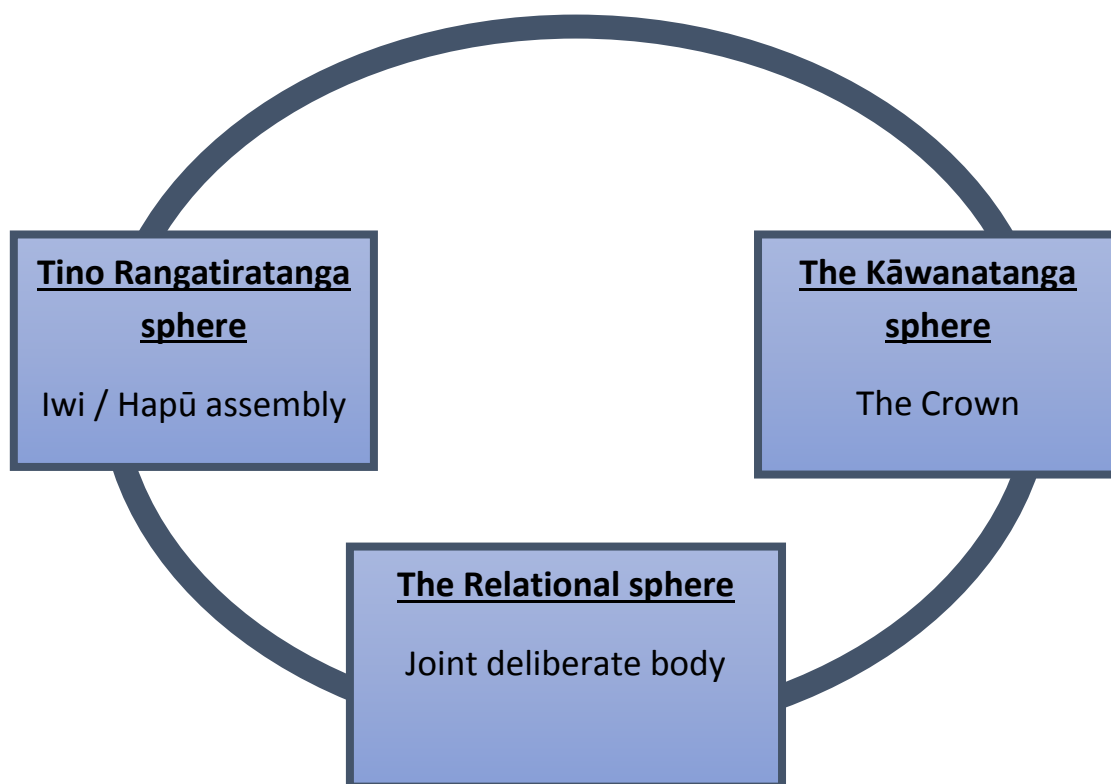 Tino Rangatiratanga
sphere
Iwi / Hapū assembly
The Kāwanatanga
sphere
The Crown
The Relational sphere
Joint deliberate body